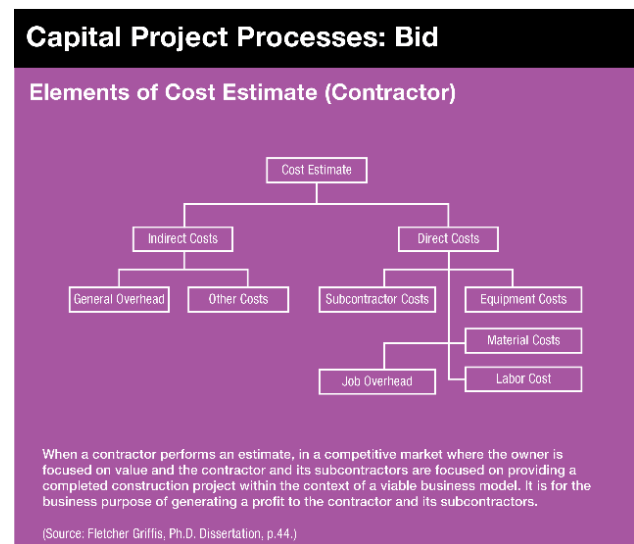 Capital Project Processes: Bid
Elements of Cost Estimate (Contractor)
Cost Estimate
Indirect Costs
Direct Costs
General Overhead
Other Costs
Subcontractor Costs
Equipment Costs
Material Costs
Job Overhead
Labor Cost
When a contractor performs an estimate, in a competitive market where the owner is
focused on value and the contractor and its subcontractors are focused on providing a
completed construction project within the context of a viable business model. It is for the
business purpose of generating a profit to the contractor and its subcontractors.
(Source: Fletcher Griffis, Ph.D. Dissertation, p.44.)